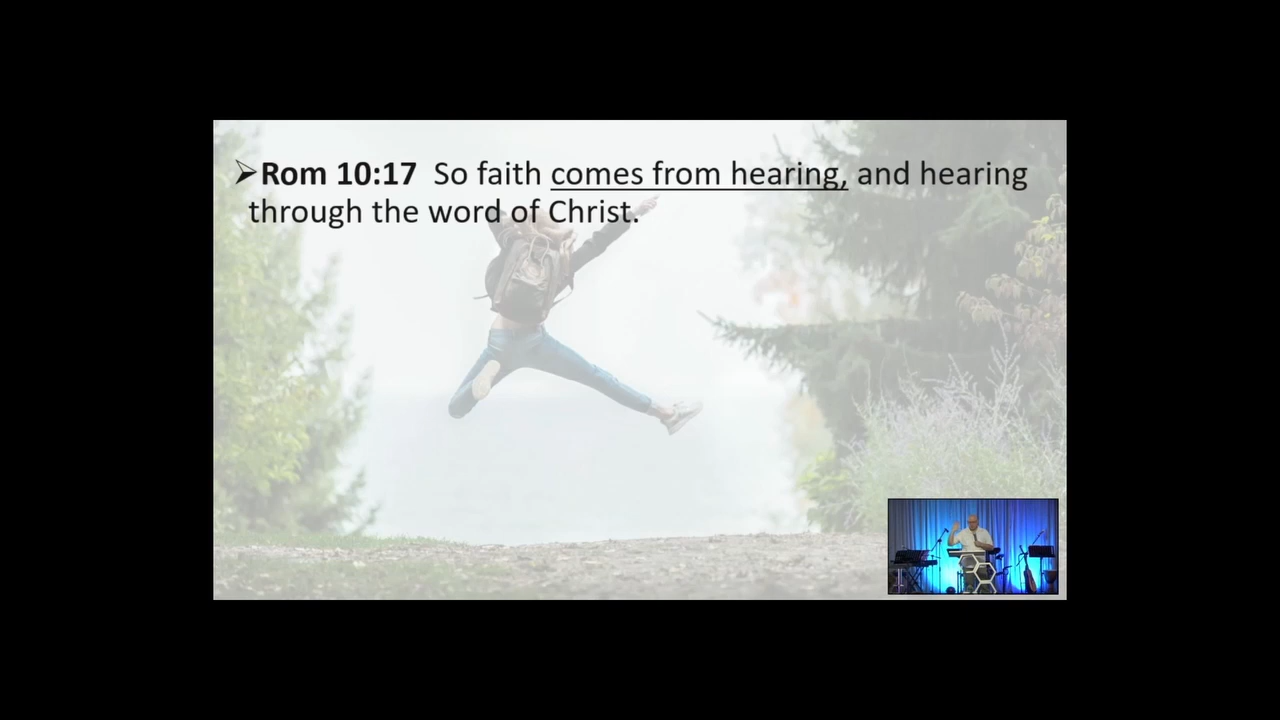 ➢Rom 10:17 So faith comes from hearing, and hearing
through the word of Christ.